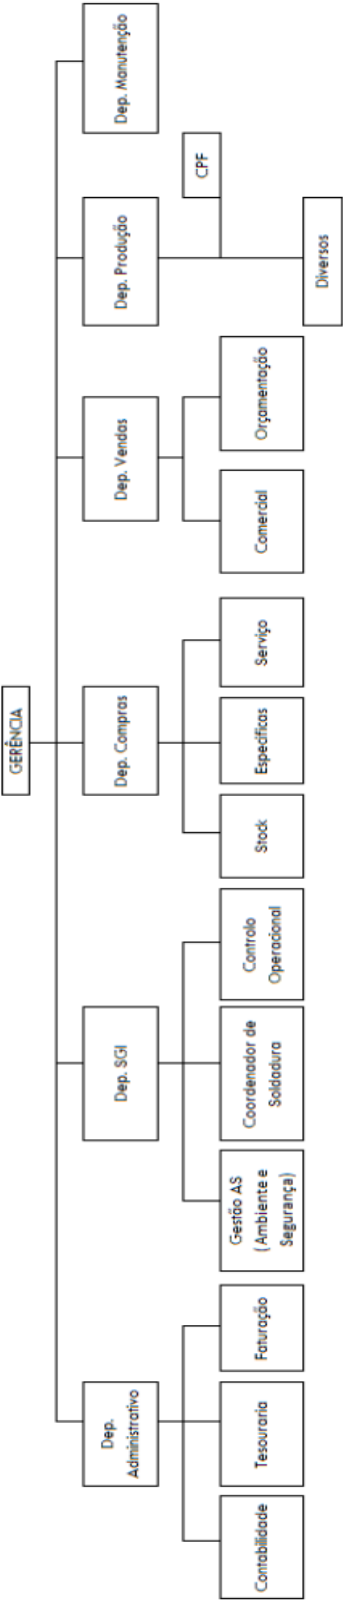 GERÊNCIA
Dep.
Administrativo
Dep. SGI
Dep. Compras
Dep. Vendas
Dep. Produção
Dep. Manutenção
CPF
Contabilidade
Tesouraria
Faturação
Gestão AS
(Ambiente e
Segurança)
Coordenador de
Soldadura
Controlo
Operacional
Stock
Especificas
Serviço
Comercial
Orçamentação
Diversos